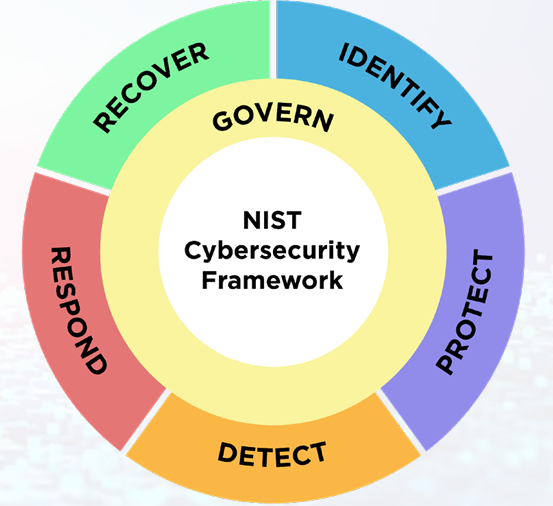 RECOVER
IDENTIFY
GOVERN
NIST
Cybersecurity
Framework
RESPOND
PROTECT
DETECT